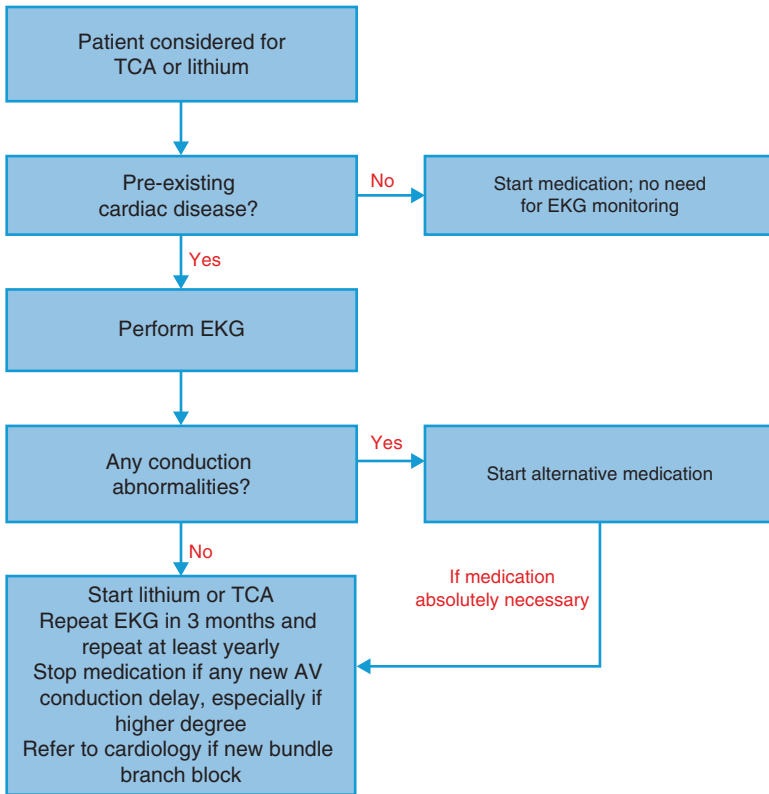 Patient considered for
TCA or lithium
Pre-existing
cardiac disease?
No
Start medication; no need
for EKG monitoring
Yes
Perform EKG
Any conduction
abnormalities?
Yes
Start alternative medication
No
If medication
absolutely necessary
Start lithium or TCA
Repeat EKG in 3 months and
repeat at least yearly
Stop medication if any new AV
conduction delay, especially if
higher degree
Refer to cardiology if new bundle
branch block